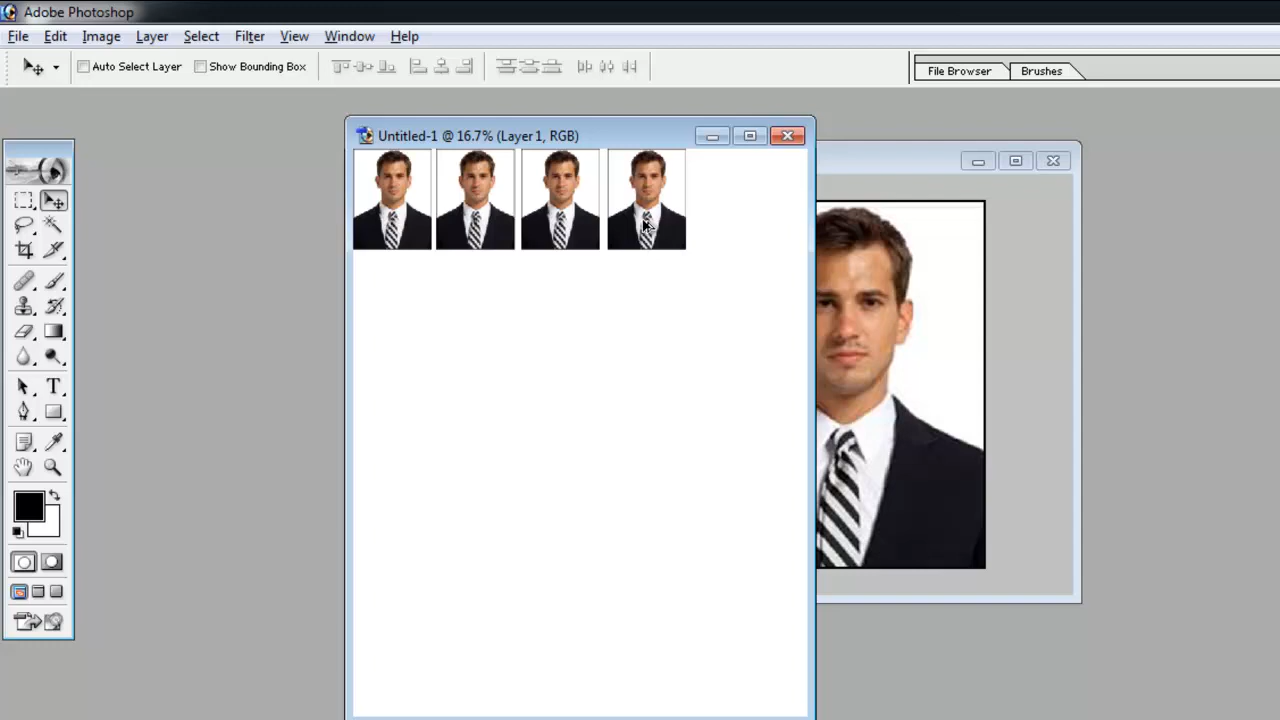 Adobe Photoshop
File Edit Image Layer Select Filter View Window Help
Auto Select Layer Show Bounding Box File Browser Brushes
Untitled-1 @ 16.7% (Layer 1, RGB)
T